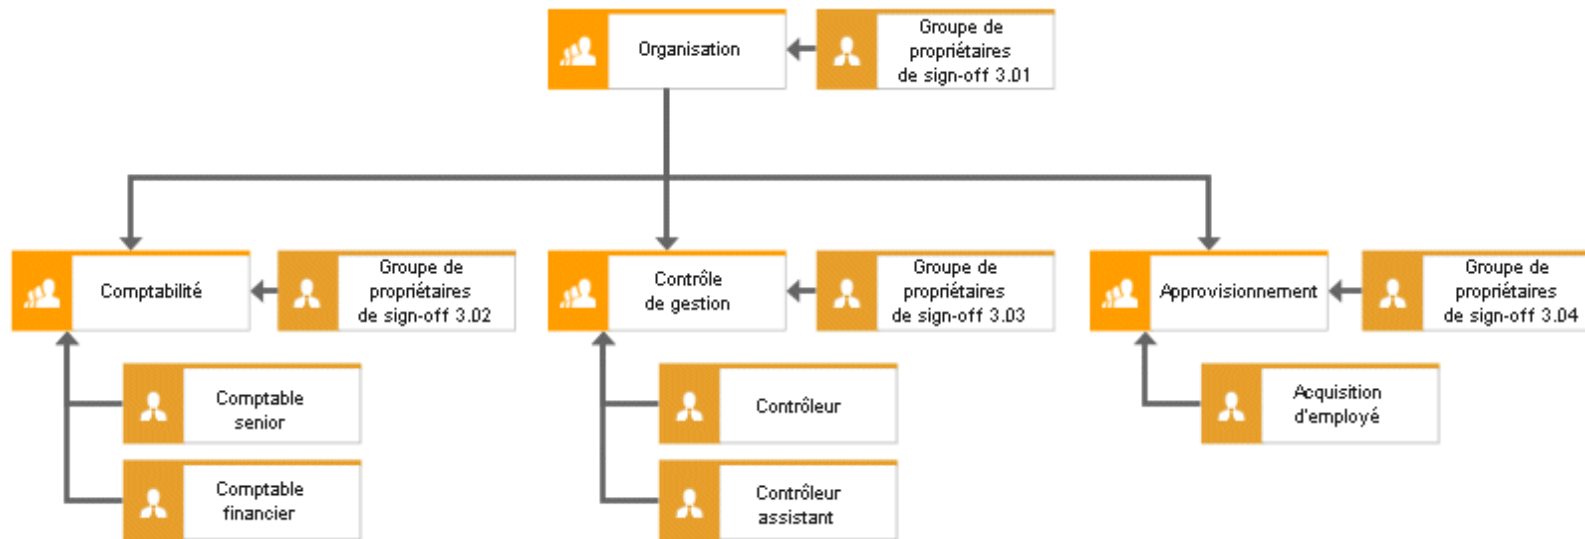 Organisation
Groupe de
propriétaires
de sign-off 3.01
Comptabilité
Groupe de
propriétaires
de sign-off 3.02
Contrôle
de gestion
Groupe de
propriétaires
de sign-off 3.03
Approvisionnement
Groupe de
propriétaires
de sign-off 3.04
Comptable
senior
Contrôleur
Acquisition
d'employé
Comptable
financier
Contrôleur
assistant